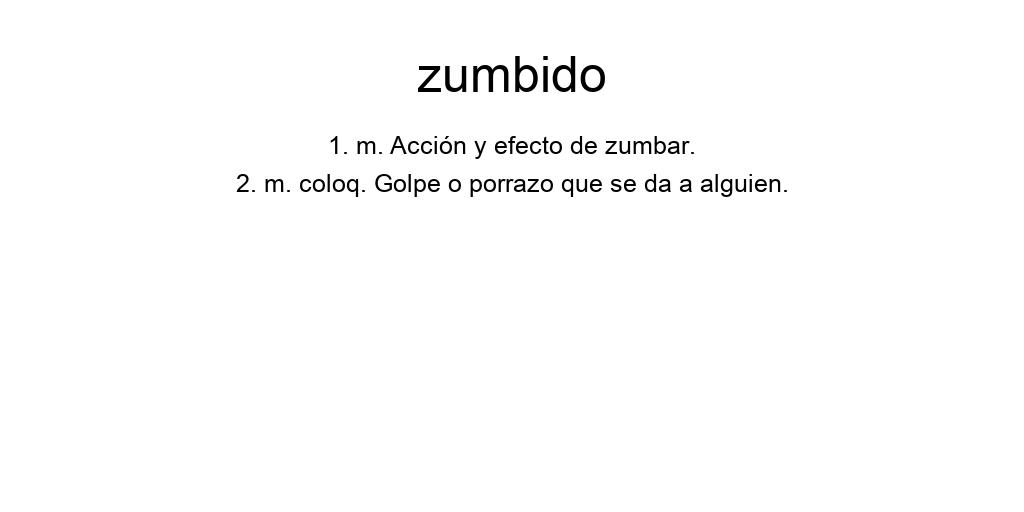 zumbido
1. m. Acción y efecto de zumbar.
2. m. coloq. Golpe o porrazo que se da a alguien.